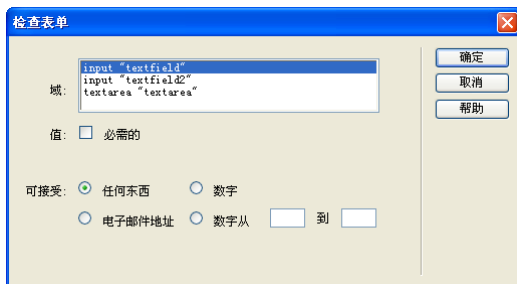 检查表单
域:
input "textfield"
input "textfield2"
textarea "textarea"
值: 必需的
可接受: 任何东西 数字
电子邮件地址 数字从 到
确定
取消
帮助